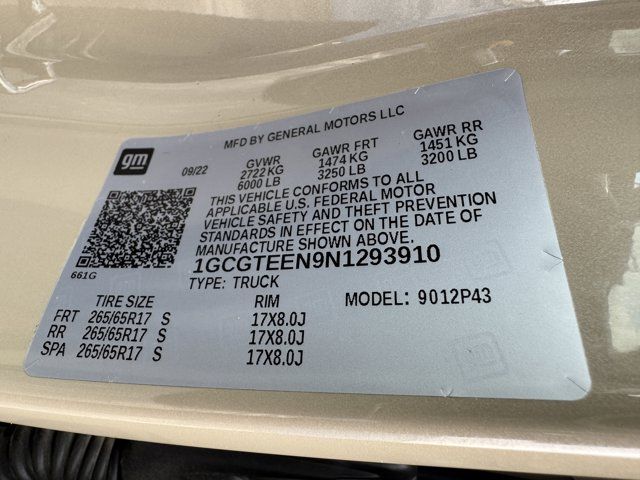 gm
MFD BY GENERAL MOTORS LLC
09/22
GVWR GAWR FRT GAWR RR
2722 KG 1474 KG 1451 KG
6000 LB 3250 LB 3200 LB
THIS VEHICLE CONFORMS TO ALL
APPLICABLE U.S. FEDERAL MOTOR
VEHICLE SAFETY AND THEFT PREVENTION
STANDARDS IN EFFECT ON THE DATE OF
MANUFACTURE SHOWN ABOVE.
661G
1GCGTEEN9N1293910
TYPE: TRUCK
TIRE SIZE RIM MODEL: 9012P43
FRT 265/65R17 S 17X8.0J
RR 265/65R17 S 17X8.0J
SPA 265/65R17 S 17X8.0J